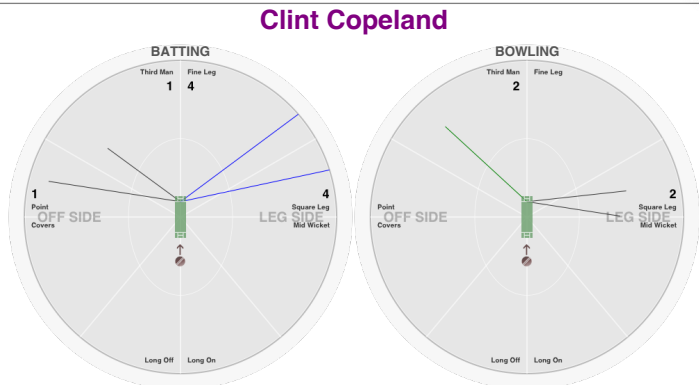 Clint Copeland
BATTING
Third Man
Fine Leg
1
4
1
4
Point
Square Leg
OFF SIDE
LEG SIDE
Covers
Mid Wicket
Long Off
Long On
BOWLING
Third Man
Fine Leg
2
2
Point
Square Leg
OFF SIDE
LEG SIDE
Covers
Mid Wicket
Long Off
Long On